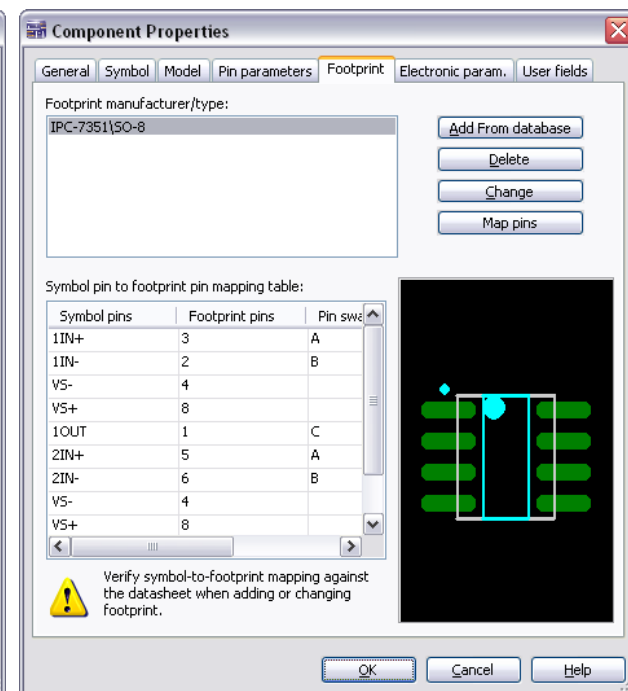 Component Properties
General Symbol Model Pin parameters Footprint Electronic param. User fields
Footprint manufacturer/type:
IPC-7351\SO-8
Add From database
Delete
Change
Map pins
Symbol pin to footprint pin mapping table:
Symbol pins Footprint pins Pin swa
1IN+ 3 A
1IN- 2 B
VS- 4
VS+ 8
1OUT 1 C
2IN+ 5 A
2IN- 6 B
VS- 4
VS+ 8
Verify symbol-to-footprint mapping against
the datasheet when adding or changing
footprint.
OK Cancel Help